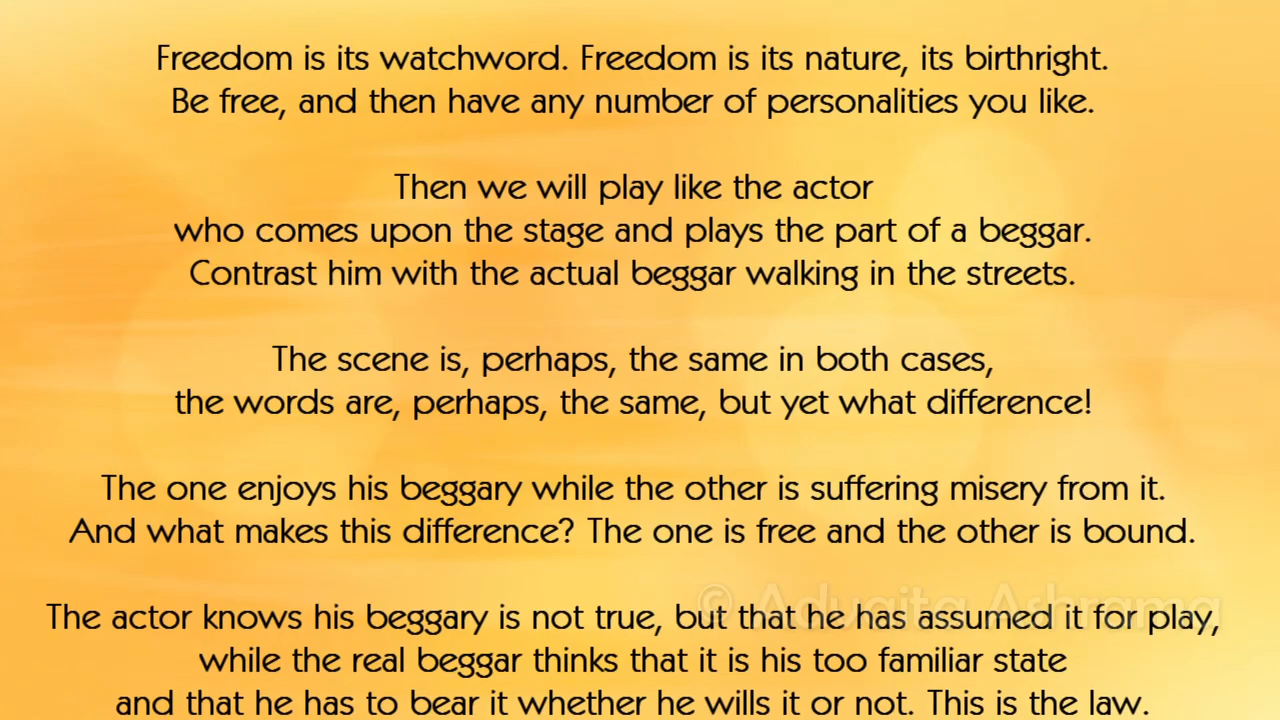 Freedom is its watchword. Freedom is its nature, its birthright.
Be free, and then have any number of personalities you like.
Then we will play like the actor
who comes upon the stage and plays the part of a beggar.
Contrast him with the actual beggar walking in the streets.
The scene is, perhaps, the same in both cases,
the words are, perhaps, the same, but yet what difference!
The one enjoys his beggary while the other is suffering misery from it.
And what makes this difference? The one is free and the other is bound.
© Advaita Ashrama
The actor knows his beggary is not true, but that he has assumed it for play,
while the real beggar thinks that it is his too familiar state
and that he has to bear it whether he wills it or not. This is the law.